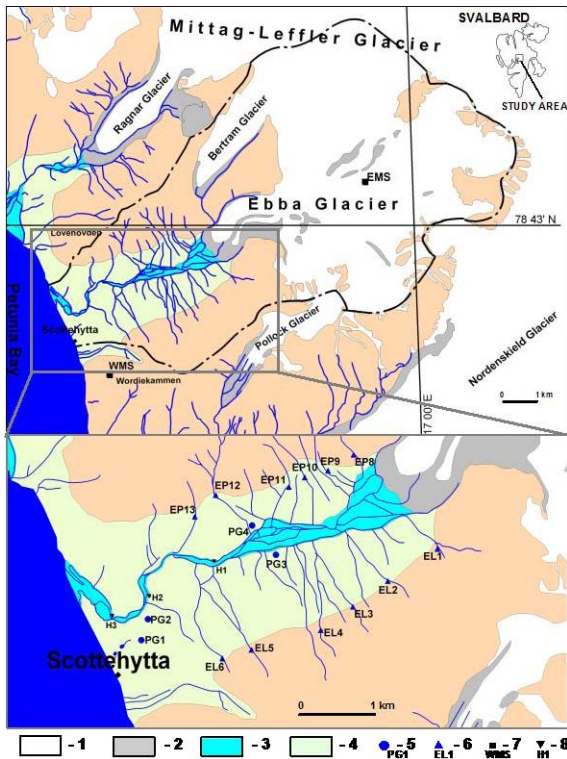 SVALBARD
Mittag-Leffler Glacier
STUDY AREA
Ragnar Glacier
Bertram Glacier
EMS
Ebba Glacier
78 43' N
Petunia Bay
Scottehytta
Pollock Glacier
Nordenskield Glacier
WMS
Wordiekammen
0 1 km
17 00' E
EP8
EP9
EP10
EP11
EP12
EP13
PG4
PG3
H1
EL1
EL2
H2
EL3
H3
PG2
EL4
PG1
EL5
Scottehytta
EL6
0 1 km
- 1 - 2 - 3 - 4 - 5 - 6 - 7 - 8
PG1 EL1 WMS H1